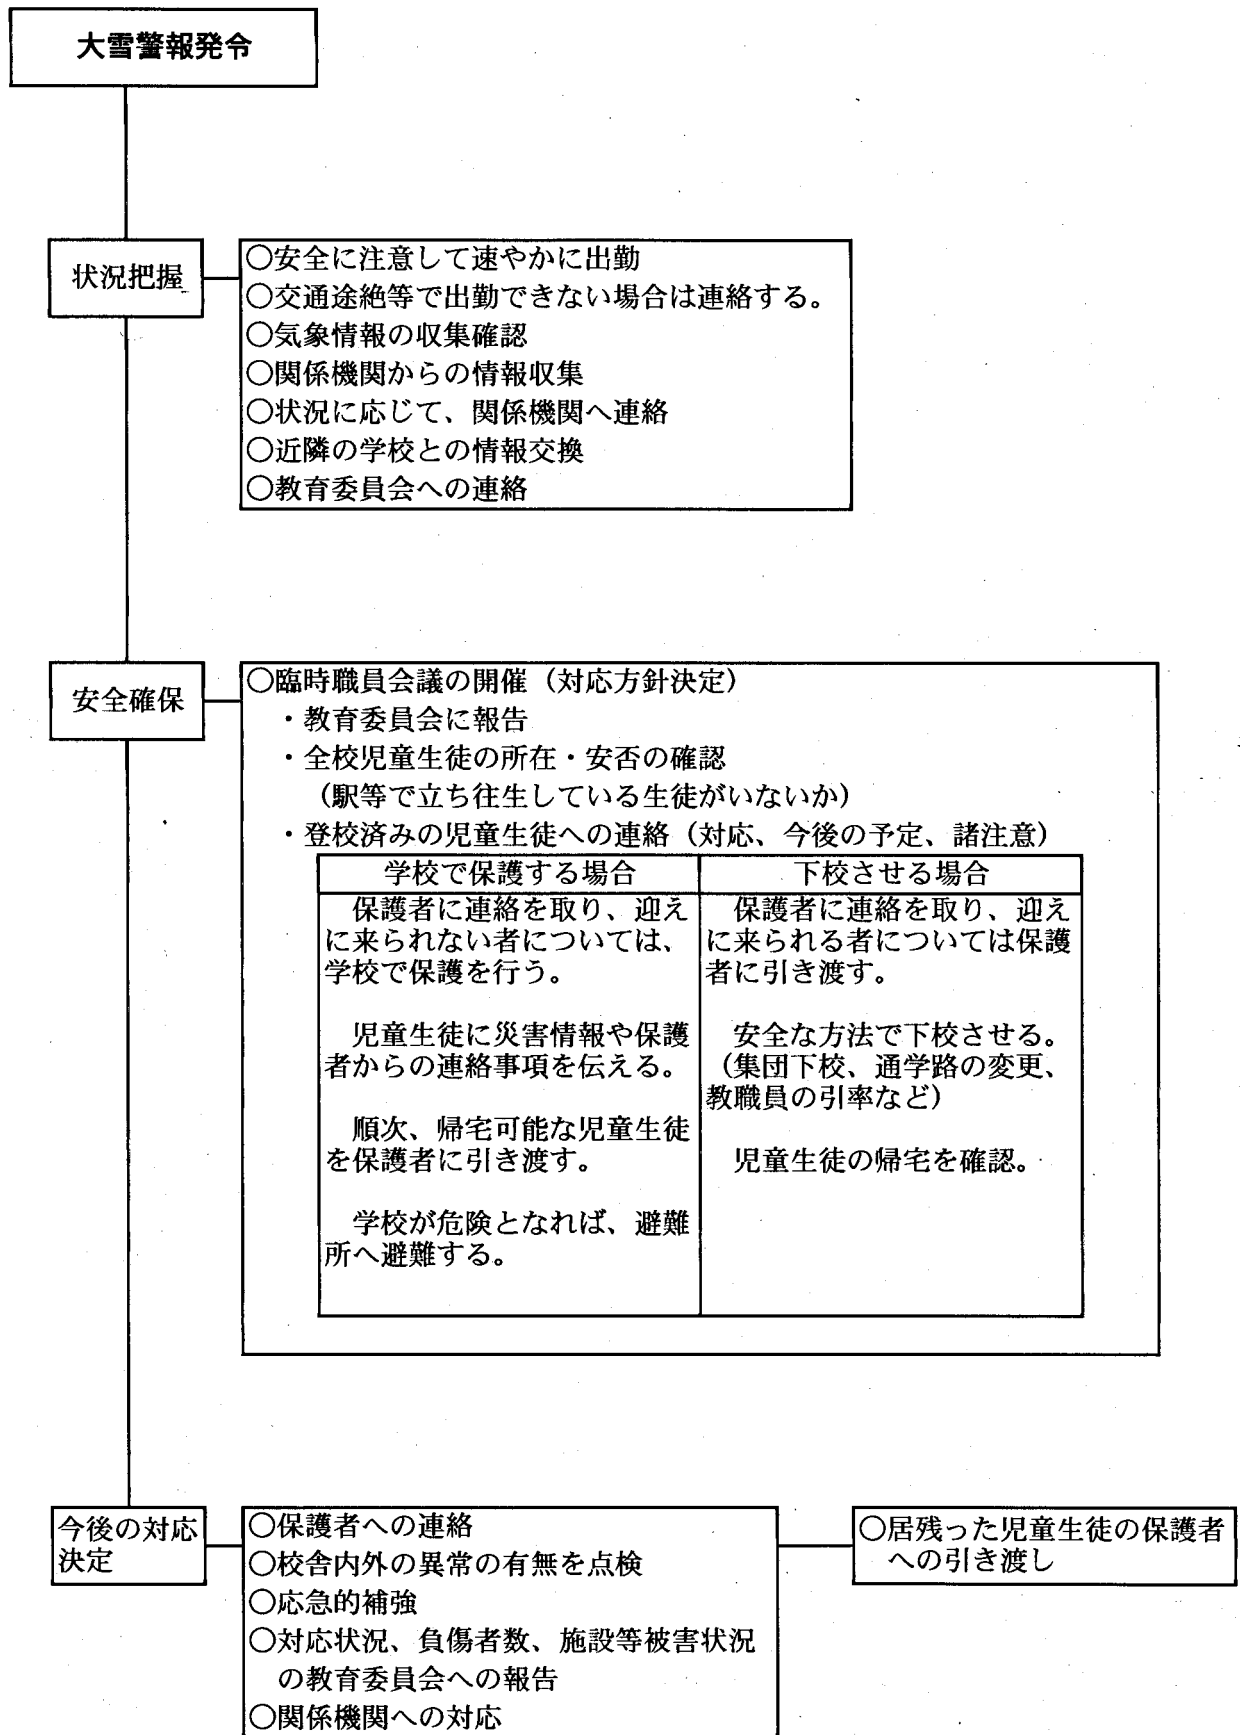 大雪警報発令
状況把握
○安全に注意して速やかに出勤
○交通途絶等で出勤できない場合は連絡する。
○気象情報の収集確認
○関係機関からの情報収集
○状況に応じて、関係機関へ連絡
○近隣の学校との情報交換
○教育委員会への連絡
安全確保
○臨時職員会議の開催（対応方針決定）
・教育委員会に報告
・全校児童生徒の所在・安否の確認
（駅等で立ち往生している生徒がいないか）
・登校済みの児童生徒への連絡（対応、今後の予定、諸注意）
学校で保護する場合
保護者に連絡を取り、迎え
に来られない者については、
学校で保護を行う。
児童生徒に災害情報や保護
者からの連絡事項を伝える。
順次、帰宅可能な児童生徒
を保護者に引き渡す。
学校が危険となれば、避難
所へ避難する。
下校させる場合
保護者に連絡を取り、迎え
に来られる者については保護
者に引き渡す。
安全な方法で下校させる。
（集団下校、通学路の変更、
教職員の引率など）
児童生徒の帰宅を確認。
今後の対応
決定
○保護者への連絡
○校舎内外の異常の有無を点検
○応急的補強
○対応状況、負傷者数、施設等被害状況
の教育委員会への報告
○関係機関への対応
○居残った児童生徒の保護者
への引き渡し